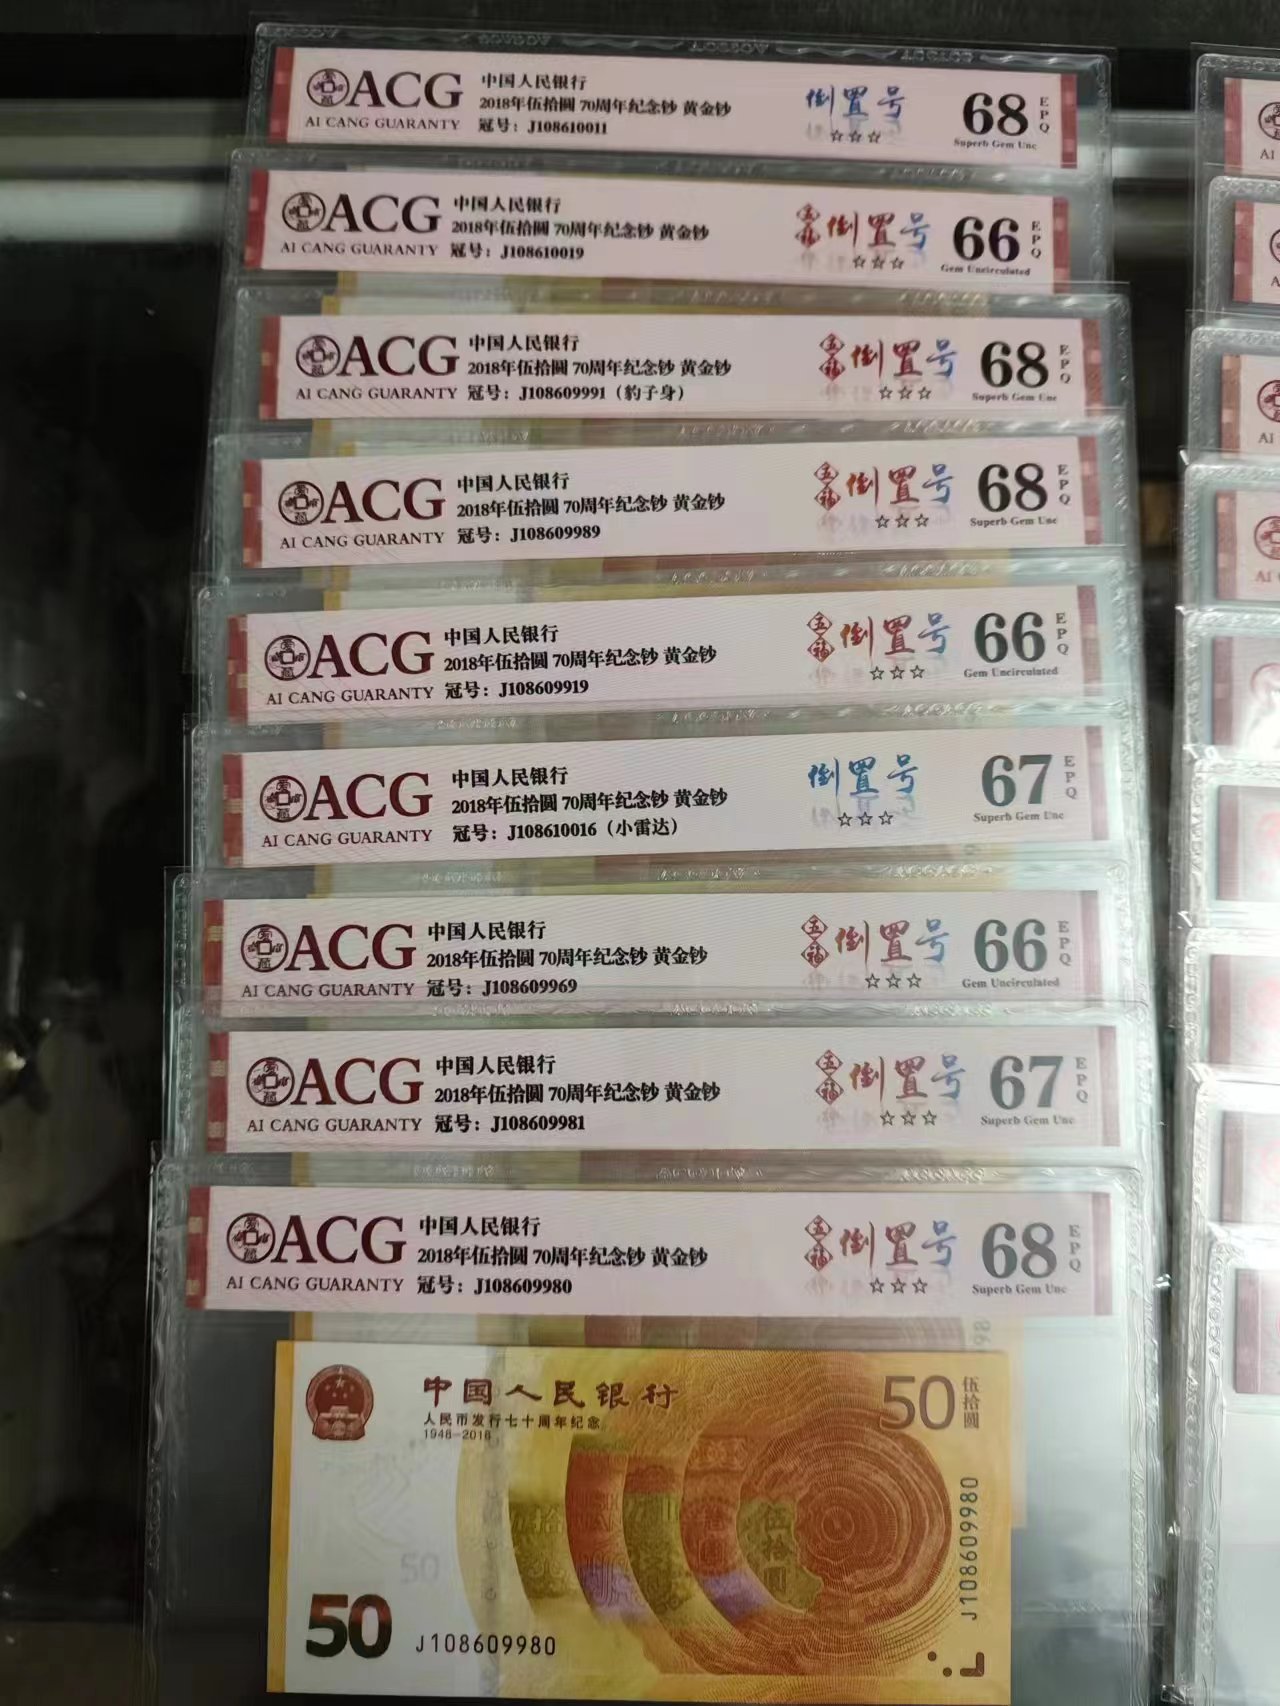 ACG
AI CANG GUARANTY
中国人民银行
2018年伍拾圆 70周年纪念钞 黄金钞
冠号：J108610011
倒置号
☆☆☆
68
EPQ
Superb Gem Unc
ACG
AI CANG GUARANTY
中国人民银行
2018年伍拾圆 70周年纪念钞 黄金钞
冠号：J108610019
五福
倒置号
☆☆☆
66
EPQ
Gem Uncirculated
ACG
AI CANG GUARANTY
中国人民银行
2018年伍拾圆 70周年纪念钞 黄金钞
冠号：J108609991（豹子身）
五福
倒置号
☆☆☆
68
EPQ
Superb Gem Unc
ACG
AI CANG GUARANTY
中国人民银行
2018年伍拾圆 70周年纪念钞 黄金钞
冠号：J108609989
五福
倒置号
☆☆☆
68
EPQ
Superb Gem Unc
ACG
AI CANG GUARANTY
中国人民银行
2018年伍拾圆 70周年纪念钞 黄金钞
冠号：J108609919
五福
倒置号
☆☆☆
66
EPQ
Gem Uncirculated
ACG
AI CANG GUARANTY
中国人民银行
2018年伍拾圆 70周年纪念钞 黄金钞
冠号：J108610016（小雷达）
倒置号
☆☆☆
67
EPQ
Superb Gem Unc
ACG
AI CANG GUARANTY
中国人民银行
2018年伍拾圆 70周年纪念钞 黄金钞
冠号：J108609969
五福
倒置号
☆☆☆
66
EPQ
Gem Uncirculated
ACG
AI CANG GUARANTY
中国人民银行
2018年伍拾圆 70周年纪念钞 黄金钞
冠号：J108609981
五福
倒置号
☆☆☆
67
EPQ
Superb Gem Unc
ACG
AI CANG GUARANTY
中国人民银行
2018年伍拾圆 70周年纪念钞 黄金钞
冠号：J108609980
五福
倒置号
☆☆☆
68
EPQ
Superb Gem Unc
中国人民银行
人民币发行七十周年纪念
1948-2018
50
伍拾圆
伍拾圆
50
50
J108609980
J108609980